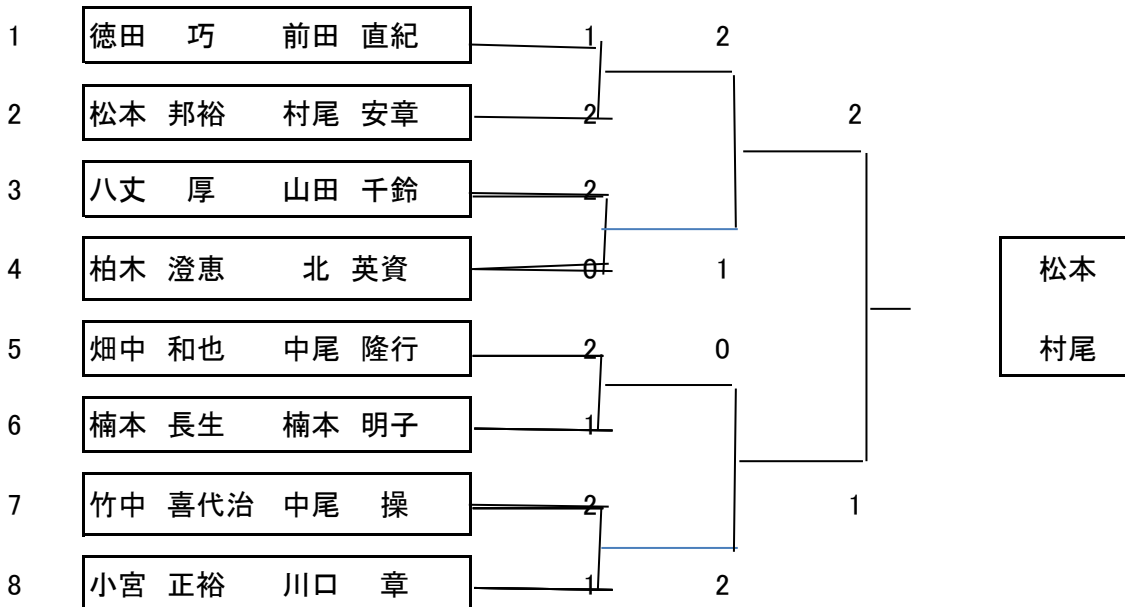 1 徳田 巧 前田 直紀 1 2
2 松本 邦裕 村尾 安章 2 2
3 八丈 厚 山田 千鈴 2
4 柏木 澄恵 北 英資 0 1 松本
5 畑中 和也 中尾 隆行 2 0 村尾
6 楠本 長生 楠本 明子 1
7 竹中 喜代治 中尾 操 2 1
8 小宮 正裕 川口 章 1 2